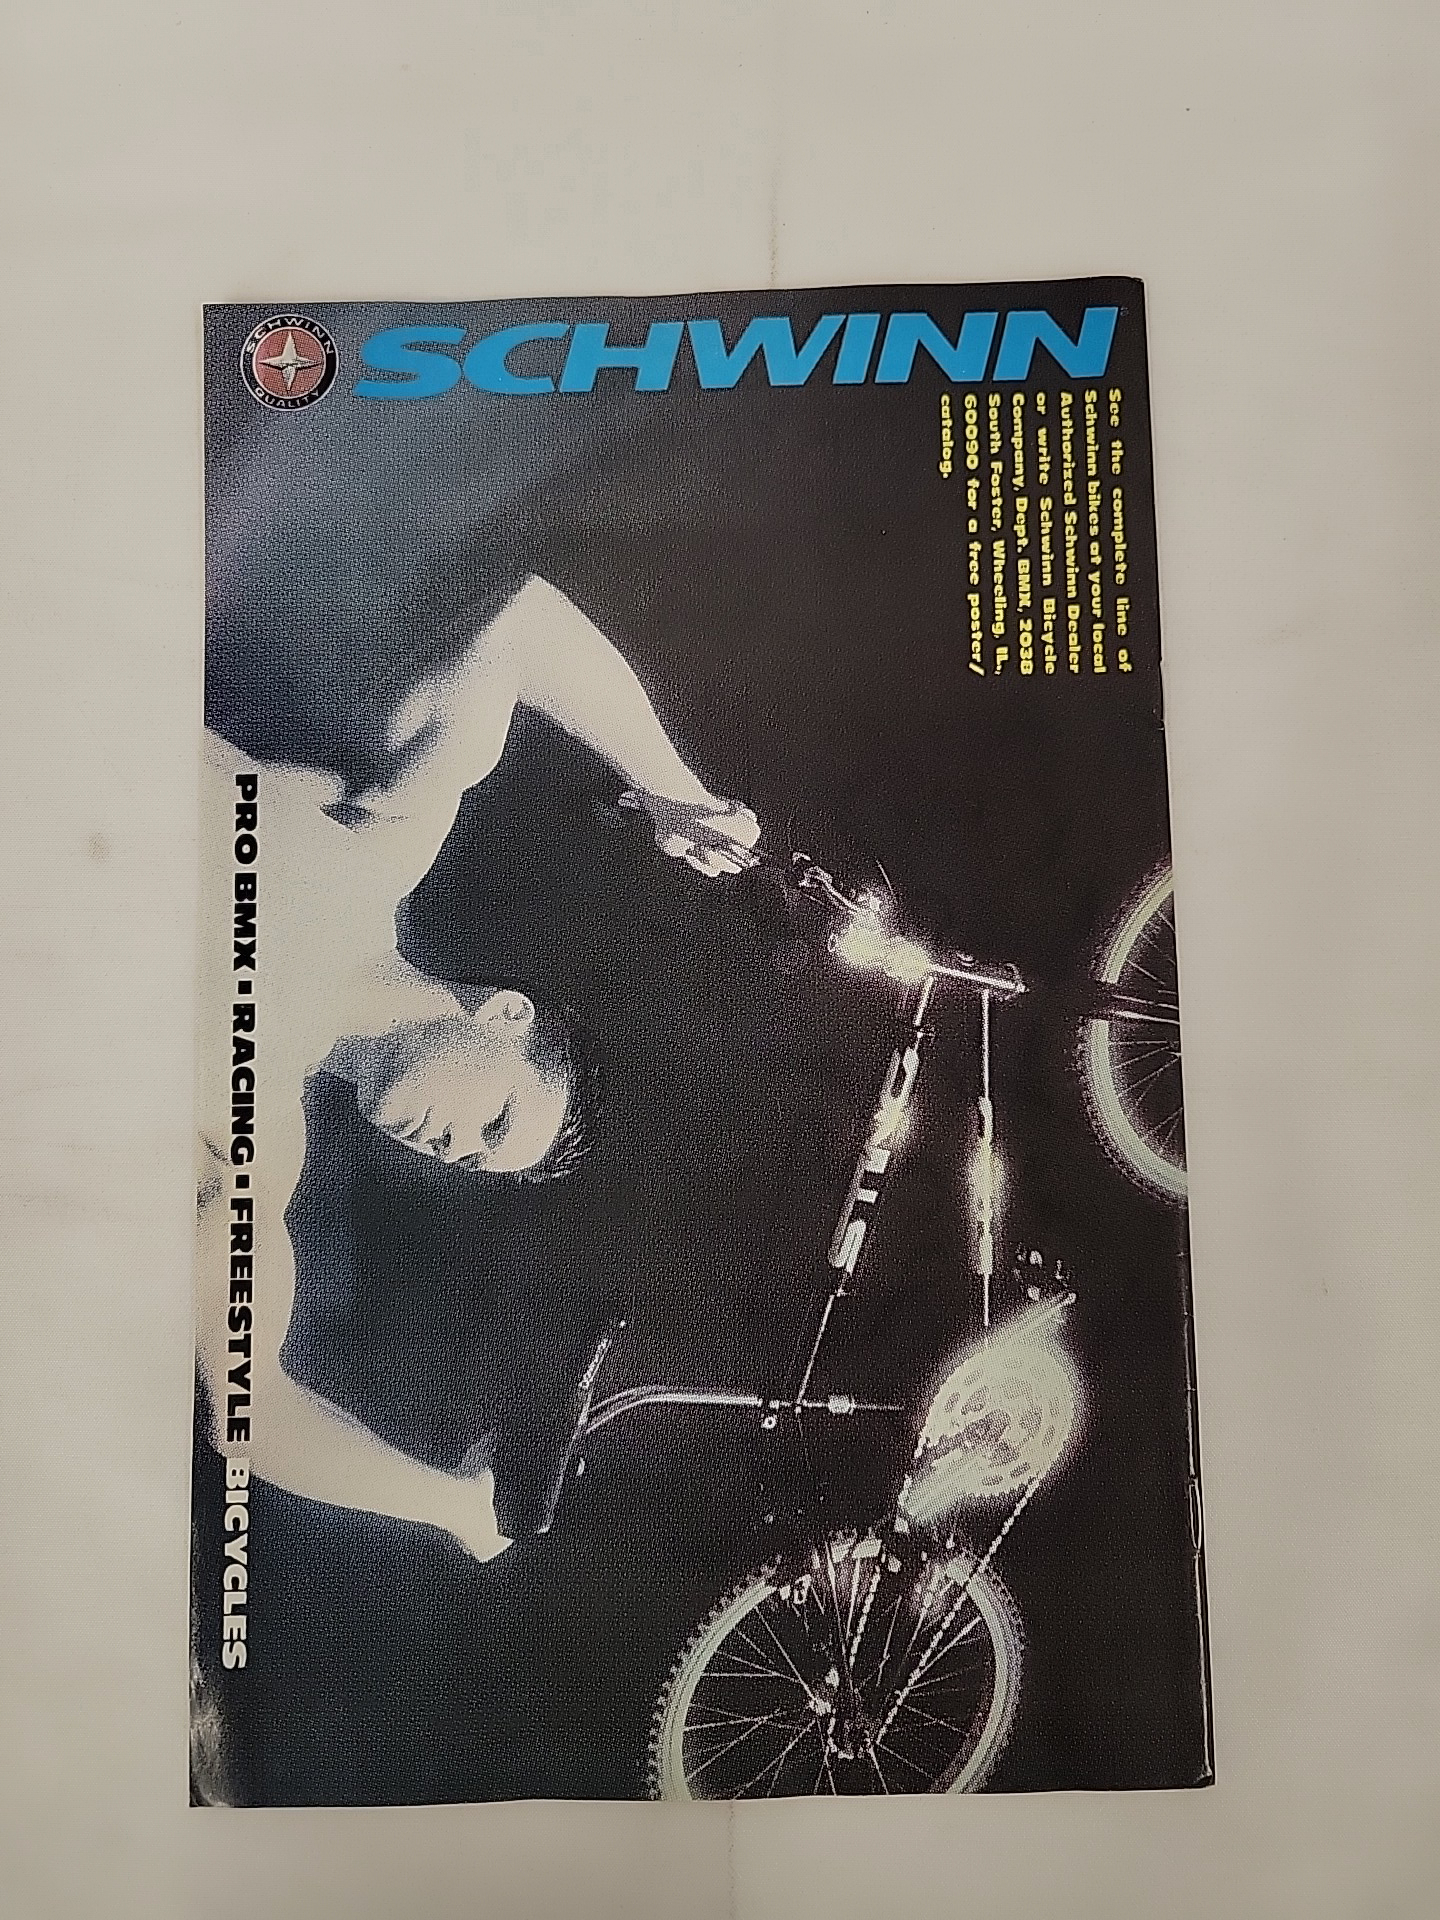 SCHWINN
QUALITY
SCHWINN
See the complete line of
Schwinn bikes at your local
Authorized Schwinn Dealer
or write Schwinn Bicycle
Company, Dept. BMX, 2038
South Foster, Wheeling, IL.,
60090 for a free poster/
catalog.
PRO BMX · RACING · FREESTYLE BICYCLES